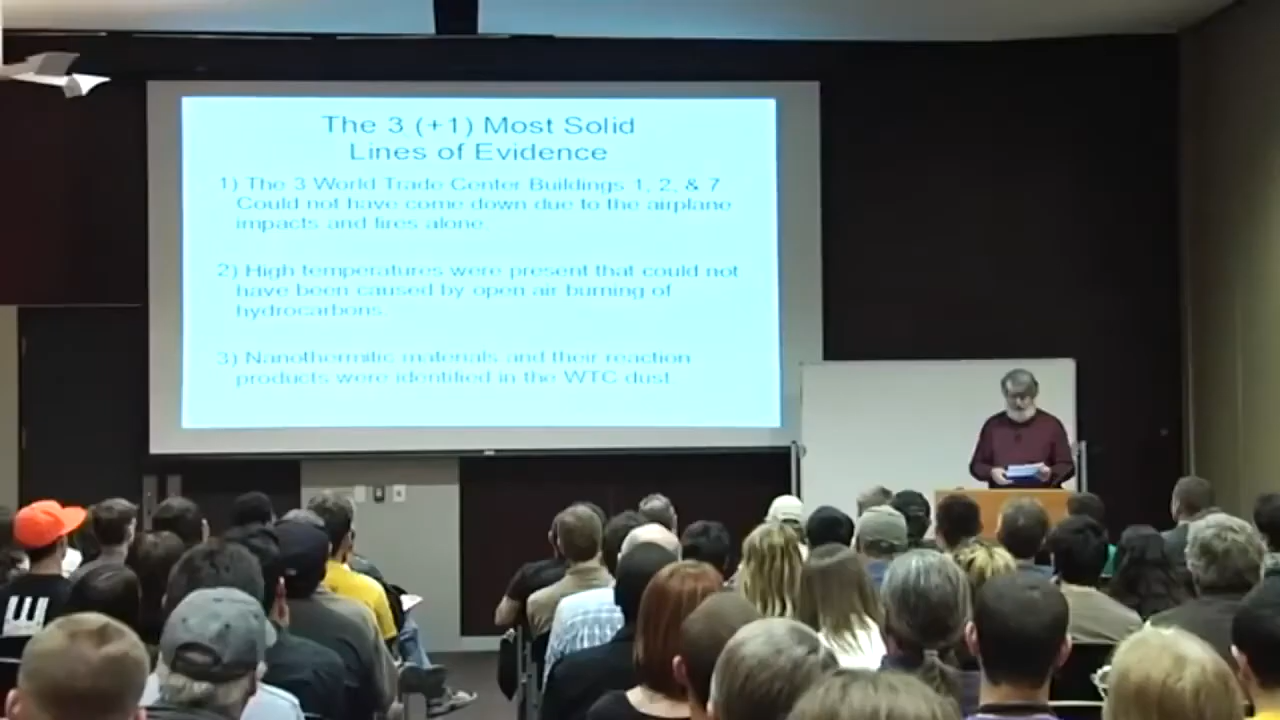 The 3 (+1) Most Solid
Lines of Evidence
1) The 3 World Trade Center Buildings 1, 2, & 7
Could not have come down due to the airplane
impacts and fires alone.
2) High temperatures were present that could not
have been caused by open air burning of
hydrocarbons.
3) Nanothermitic materials and their reaction
products were identified in the WTC dust.